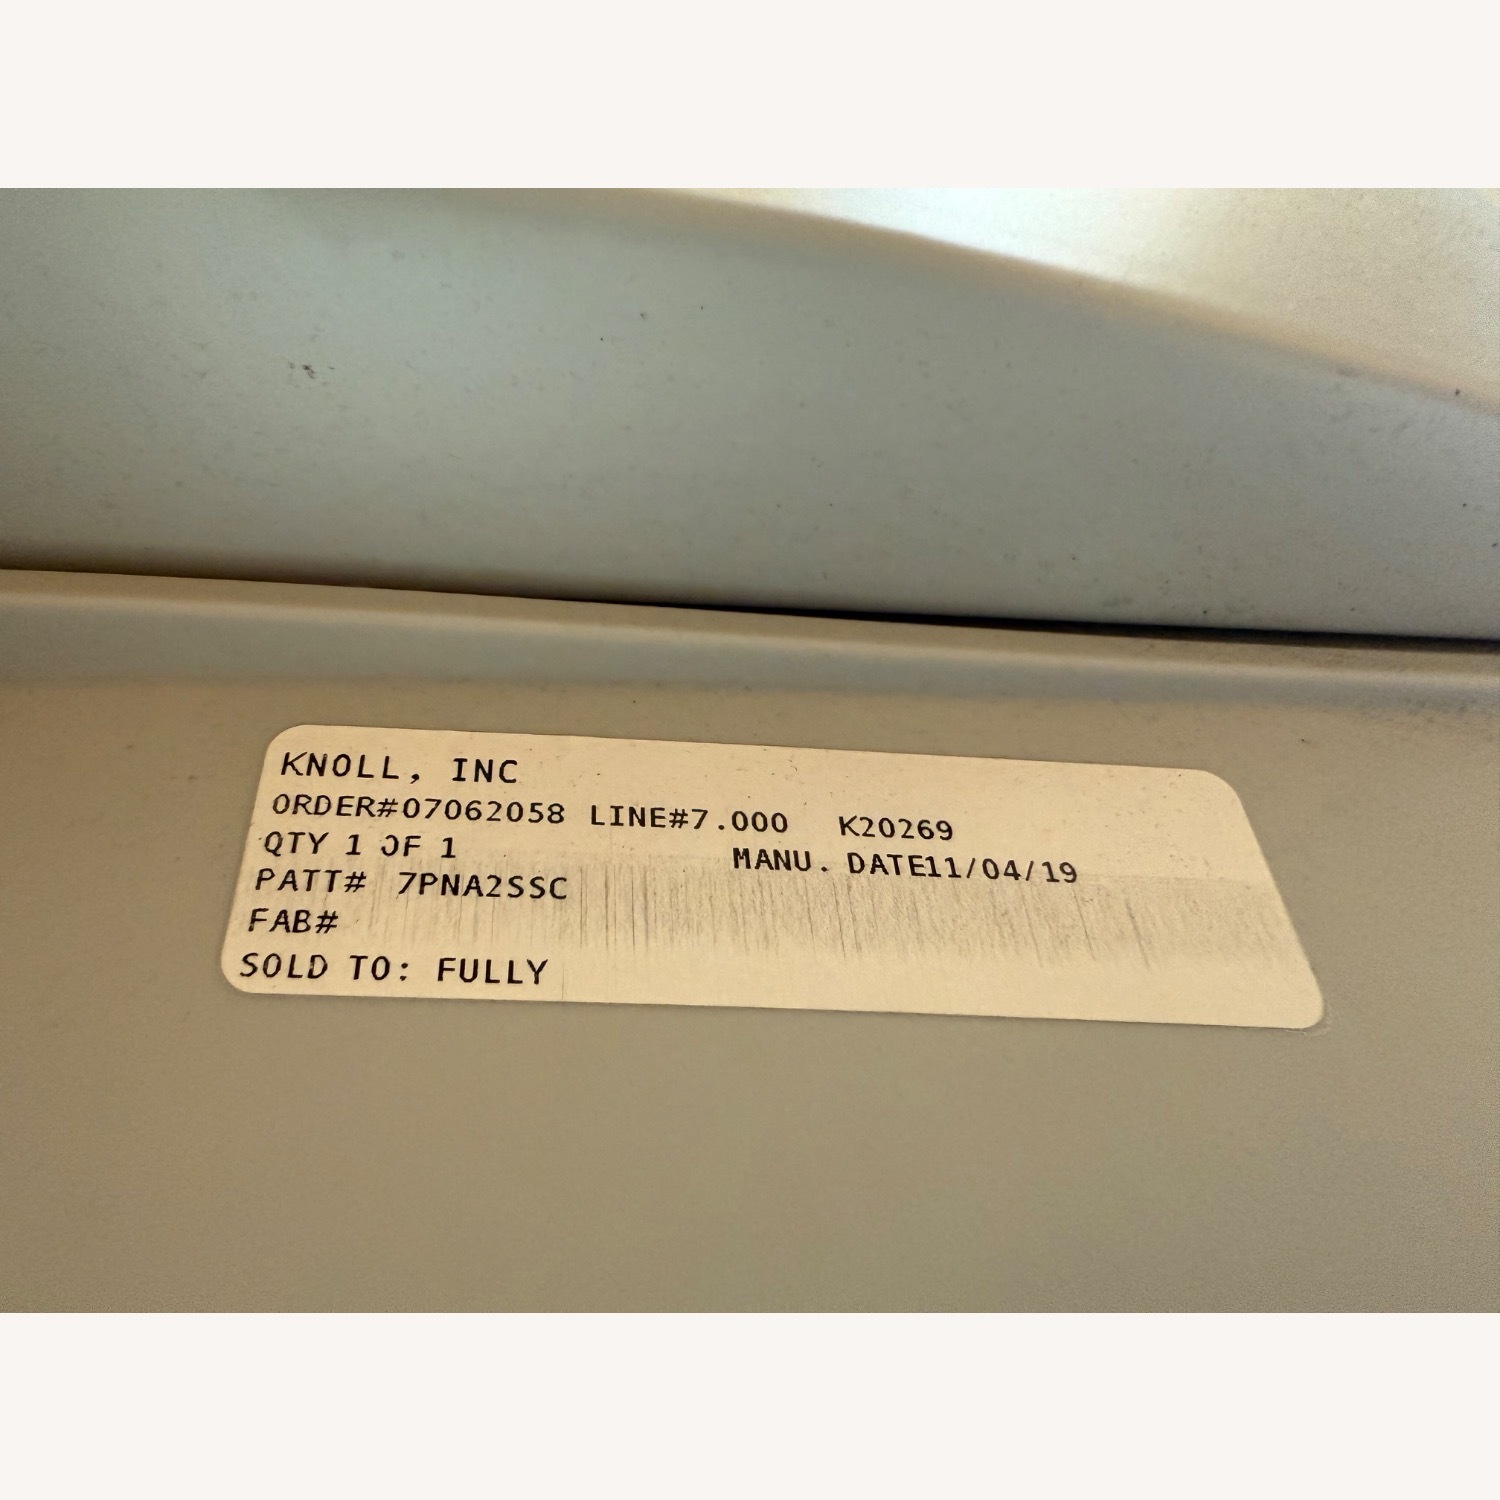 KNOLL, INC
ORDER#07062058 LINE#7.000 K20269
QTY 1 OF 1 MANU. DATE11/04/19
PATT# 7PNA2SSC
FAB#
SOLD TO: FULLY